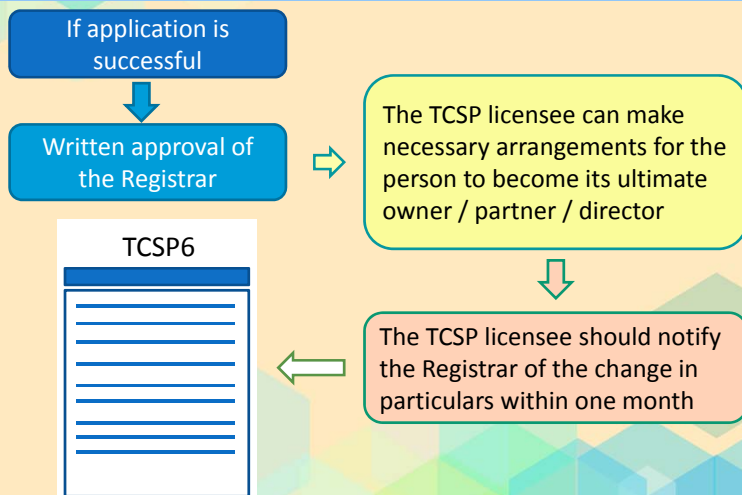 If application is
successful
Written approval of
the Registrar
The TCSP licensee can make
necessary arrangements for the
person to become its ultimate
owner / partner / director
The TCSP licensee should notify
the Registrar of the change in
particulars within one month
TCSP6